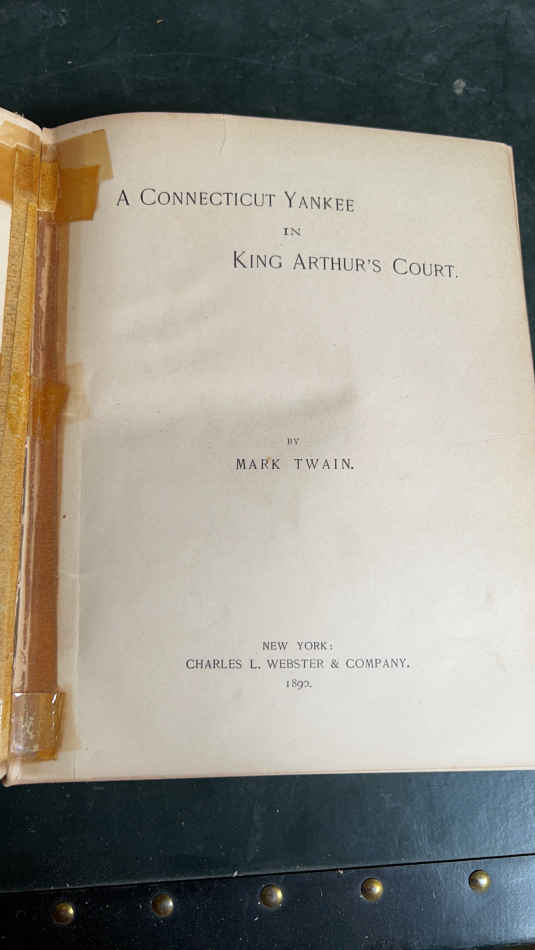 A CONNECTICUT YANKEE
IN
KING ARTHUR'S COURT.
BY
MARK TWAIN.
NEW YORK:
CHARLES L. WEBSTER & COMPANY.
1890.